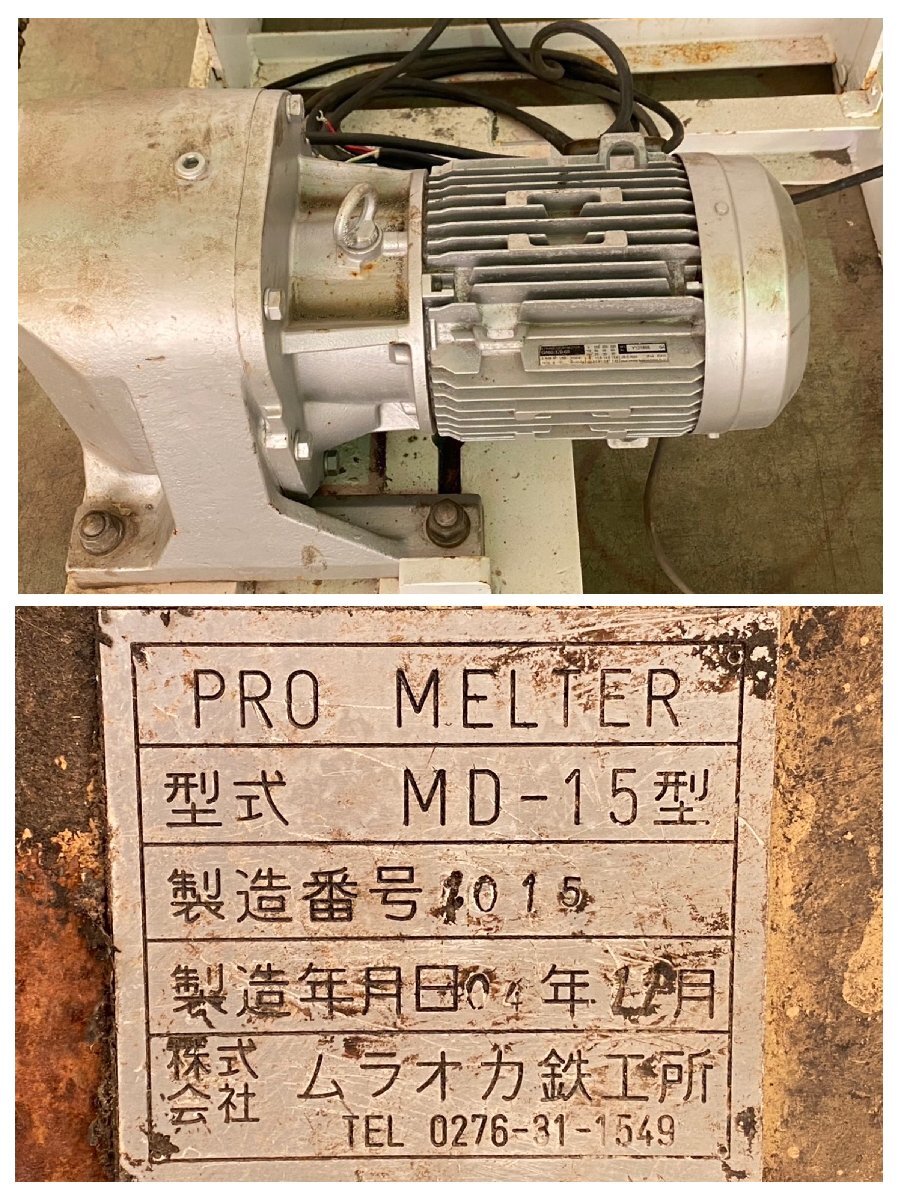 PRO MELTER
型式 MD-15型
製造番号 1015
製造年月日 04年 月
株式会社 ムラオカ鉄工所
TEL 0276-31-1549